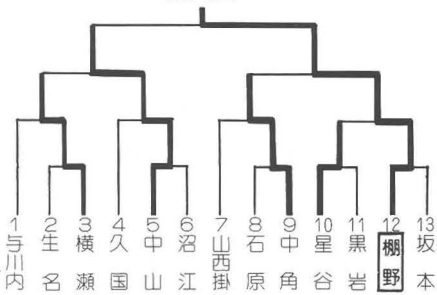 1 与川内
2 生名
3 横瀬
4 久国
5 中山
6 沼江
7 山西掛
8 石原
9 中角
10 星谷
11 黒岩
12 棚野
13 坂本